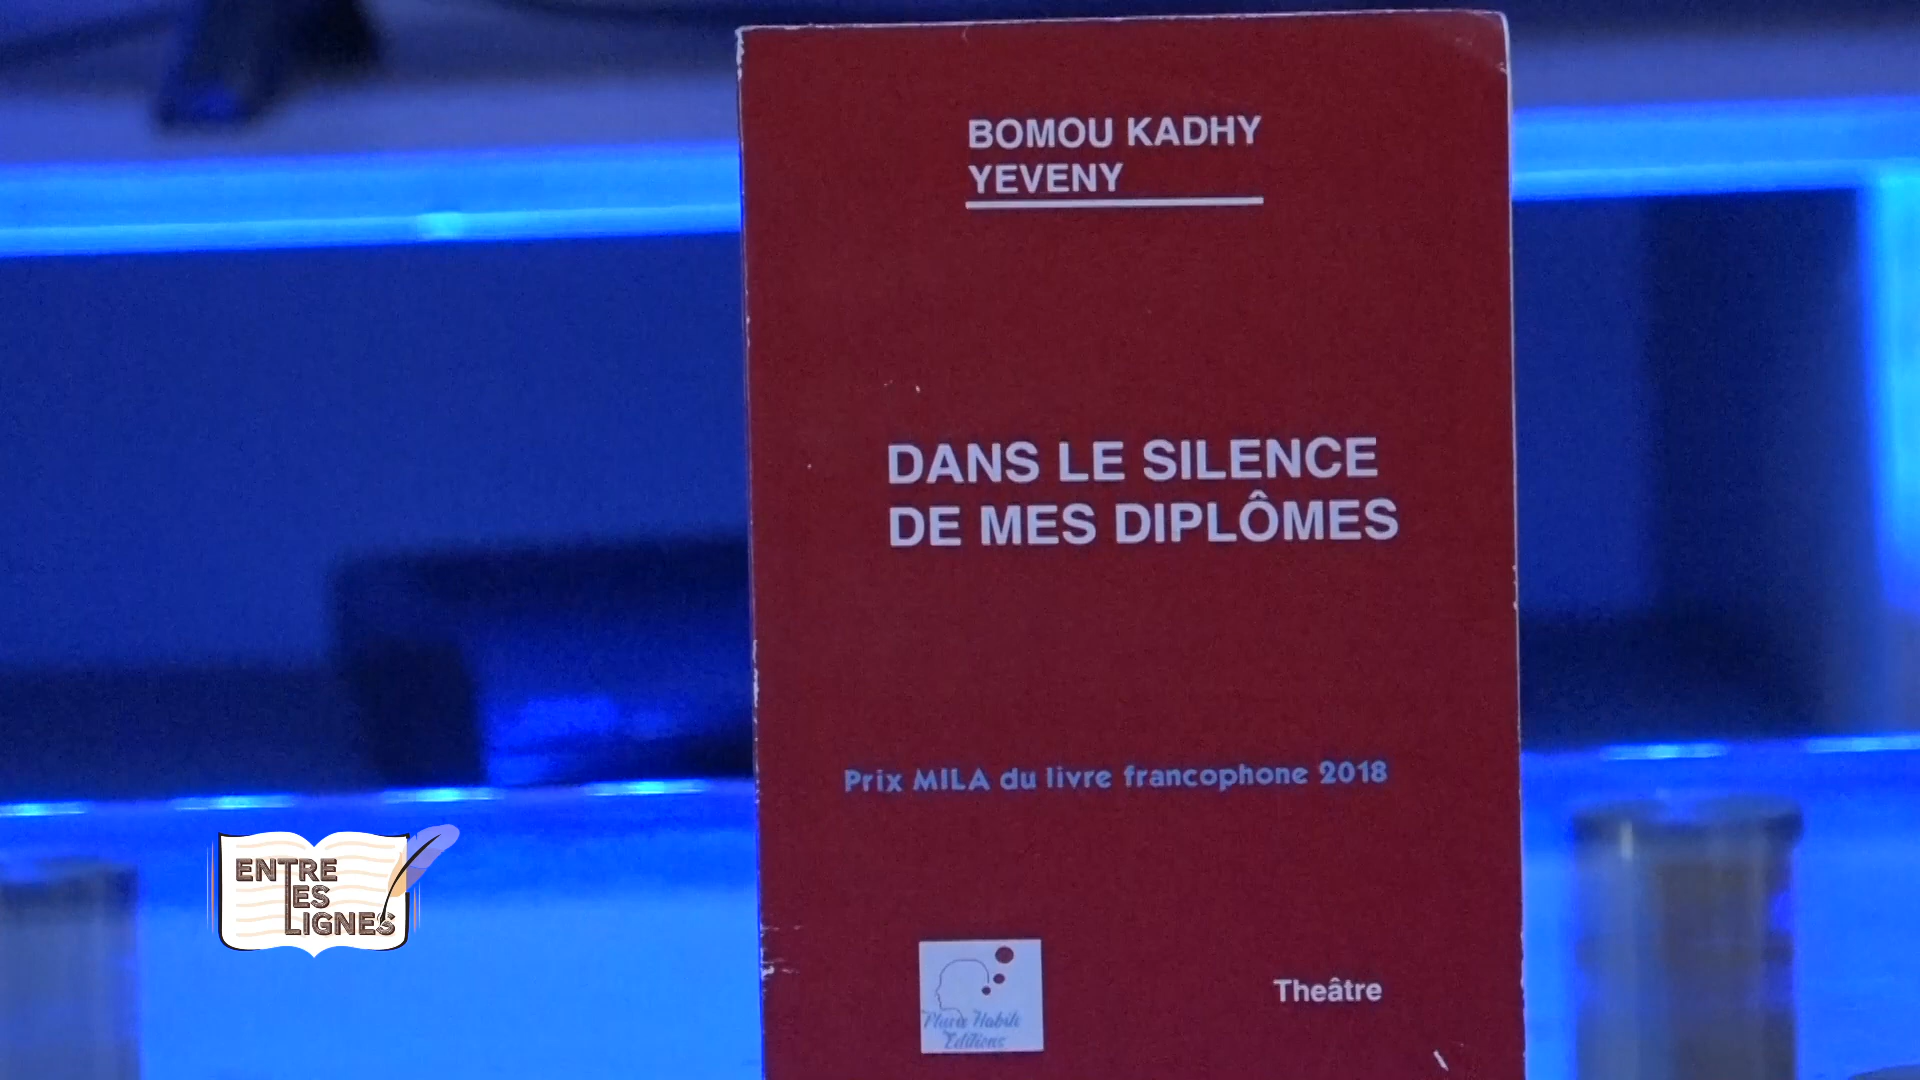 BOMOU KADHY
YEVENY
DANS LE SILENCE
DE MES DIPLÔMES
Prix MILA du livre francophone 2018
Theâtre
Editions
ENTRE
LES
LIGNES